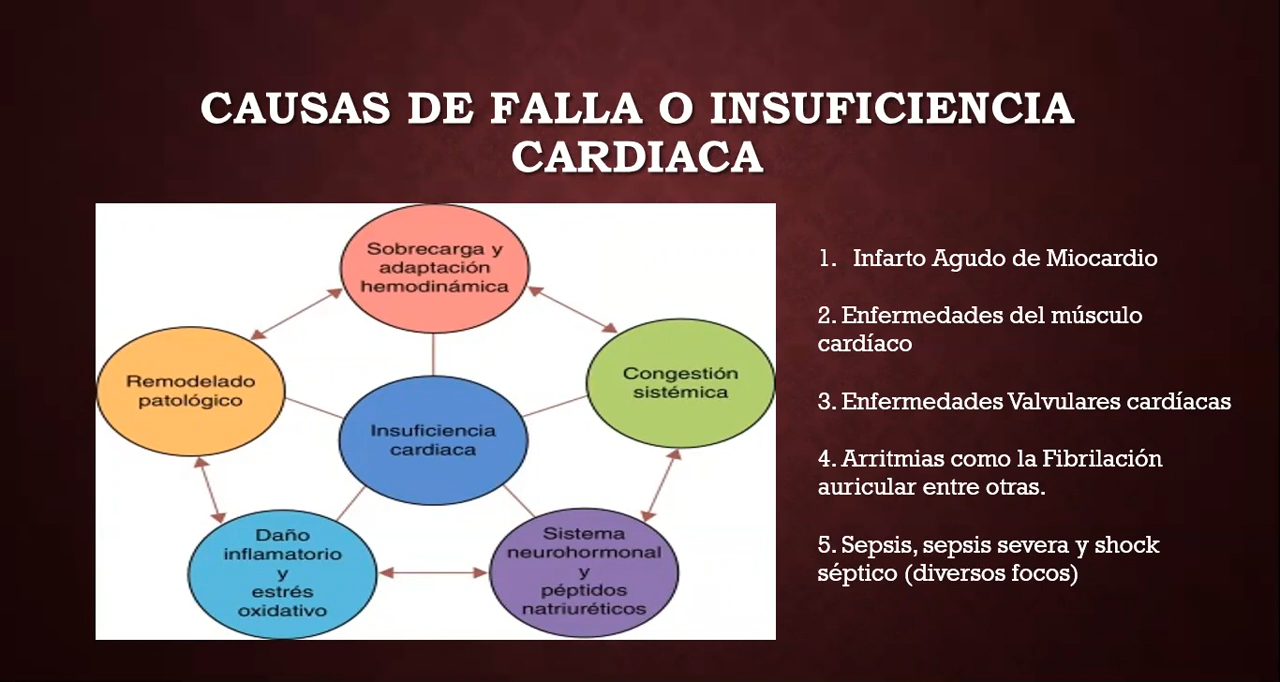 CAUSAS DE FALLA O INSUFICIENCIA
CARDIACA
Sobrecarga y
adaptación
hemodinámica
Remodelado
patológico
Congestión
sistémica
Insuficiencia
cardiaca
Daño
inflamatorio
y
estrés
oxidativo
Sistema
neurohormonal
y
péptidos
natriuréticos
1. Infarto Agudo de Miocardio
2. Enfermedades del músculo
cardíaco
3. Enfermedades Valvulares cardíacas
4. Arritmias como la Fibrilación
auricular entre otras.
5. Sepsis, sepsis severa y shock
séptico (diversos focos)